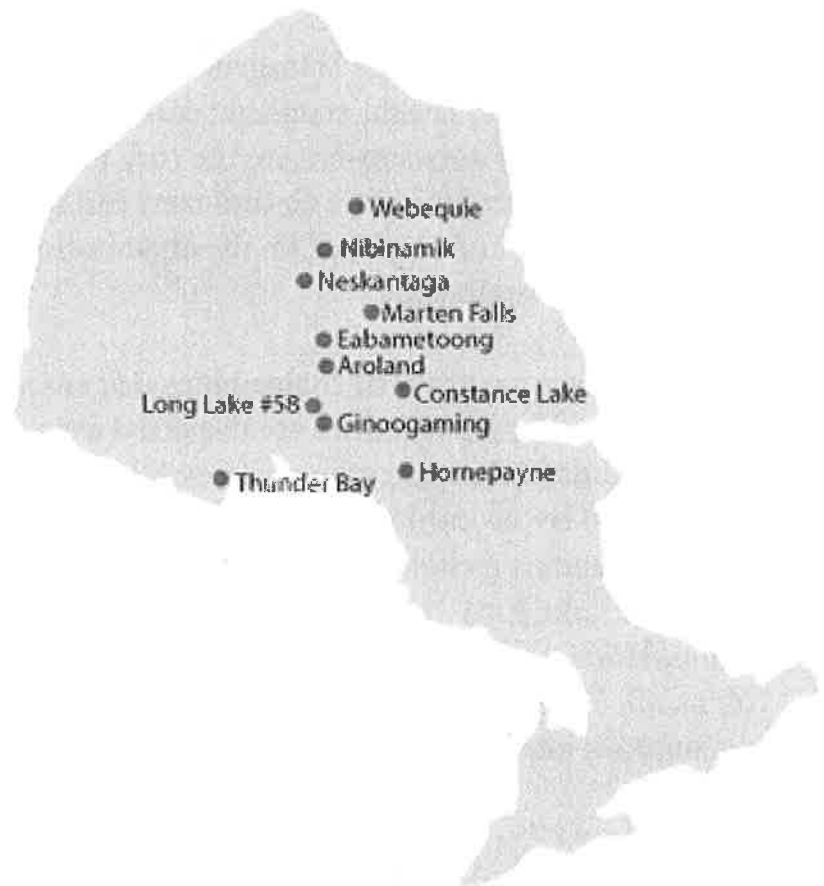 Webequie
Nibinamik
Neskantaga
Marten Falls
Eabametoong
Aroland
Constance Lake
Long Lake #58
Ginoogaming
Hornepayne
Thunder Bay